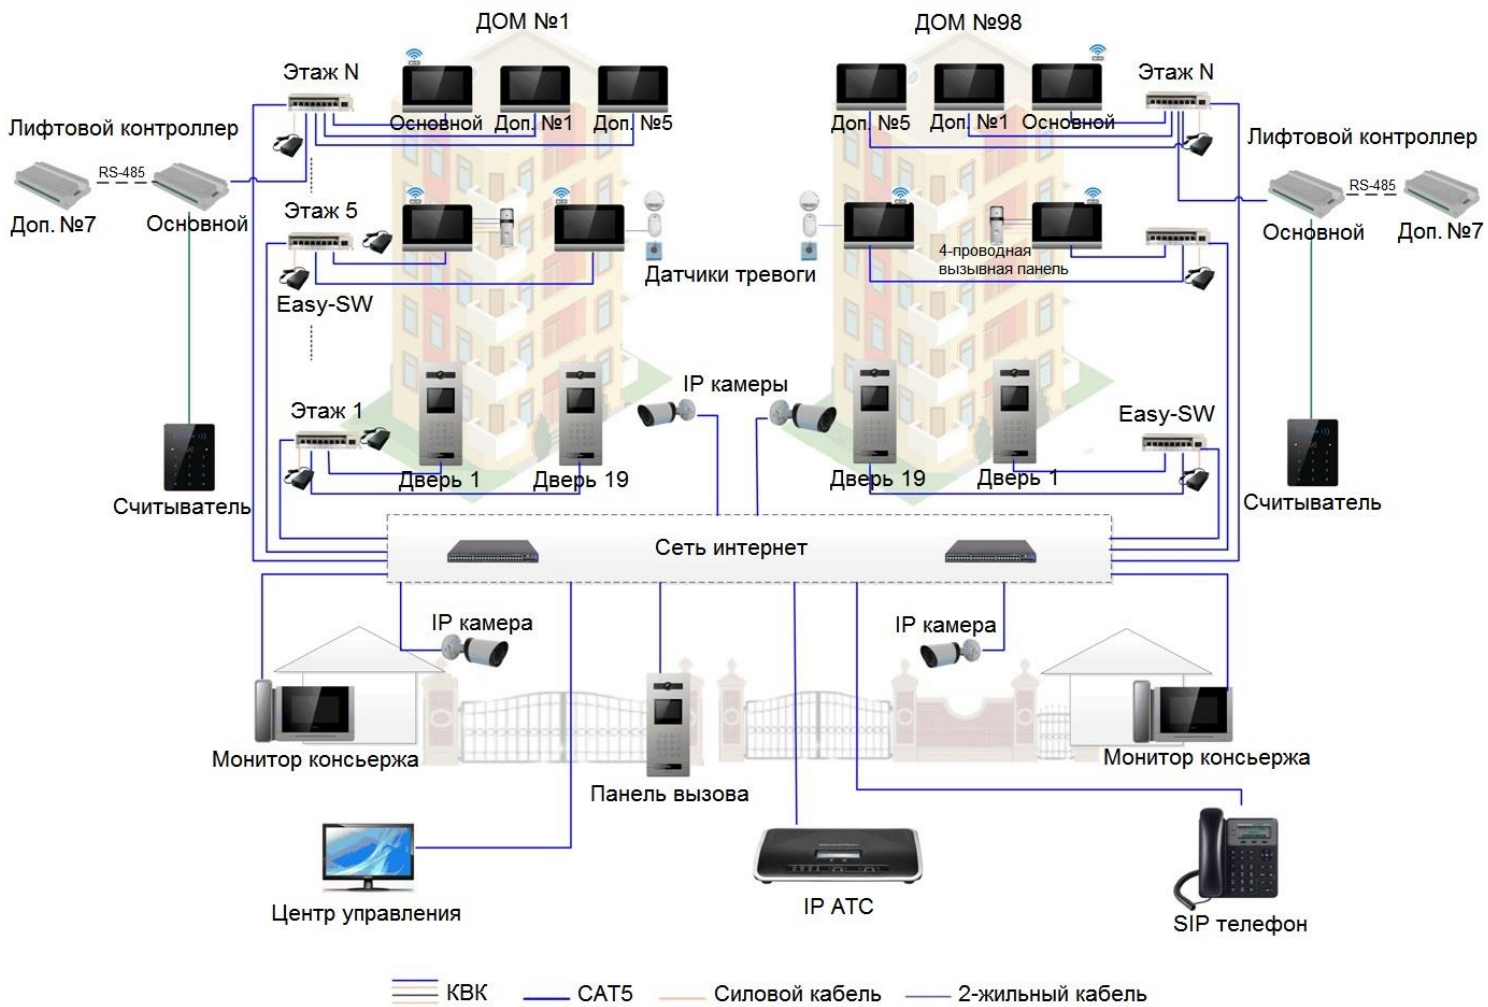 ДОМ №1
ДОМ №98
Этаж N
Этаж N
Основной
Доп. №1
Доп. №5
Доп. №5
Доп. №1
Основной
Лифтовой контроллер
Лифтовой контроллер
RS-485
RS-485
Доп. №7
Основной
Этаж 5
Основной
Доп. №7
4-проводная
вызывная панель
Датчики тревоги
Easy-SW
IP камеры
Этаж 1
Easy-SW
Дверь 1
Дверь 19
Дверь 19
Дверь 1
Считыватель
Считыватель
Сеть интернет
IP камера
IP камера
Монитор консьержа
Монитор консьержа
Панель вызова
Центр управления
IP АТС
SIP телефон
КВК
CAT5
Силовой кабель
2-жильный кабель